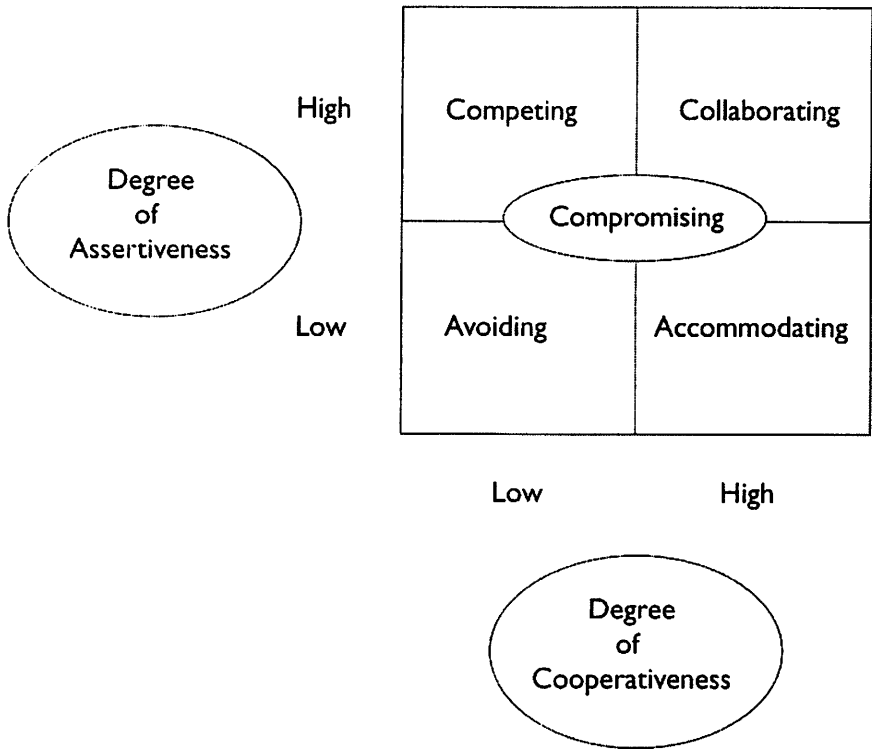 High
Competing
Collaborating
Degree
of
Assertiveness
Compromising
Low
Avoiding
Accommodating
Low
High
Degree
of
Cooperativeness